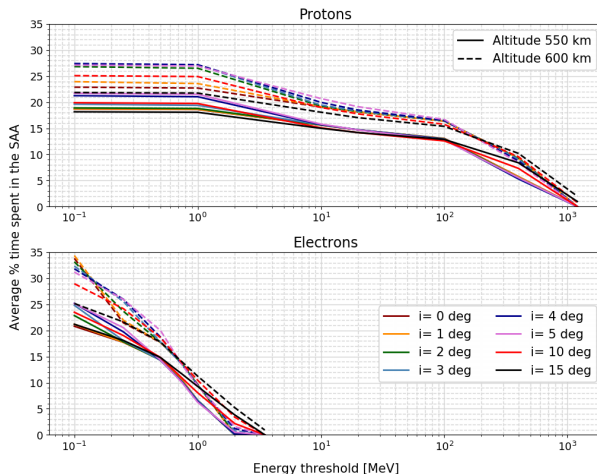 Protons
35
30
25
20
15
10
5
0
10⁻¹ 10⁰ 10¹ 10² 10³
Altitude 550 km
Altitude 600 km
Average % time spent in the SAA
Electrons
35
30
25
20
15
10
5
0
10⁻¹ 10⁰ 10¹ 10² 10³
i= 0 deg
i= 1 deg
i= 2 deg
i= 3 deg
i= 4 deg
i= 5 deg
i= 10 deg
i= 15 deg
Energy threshold [MeV]